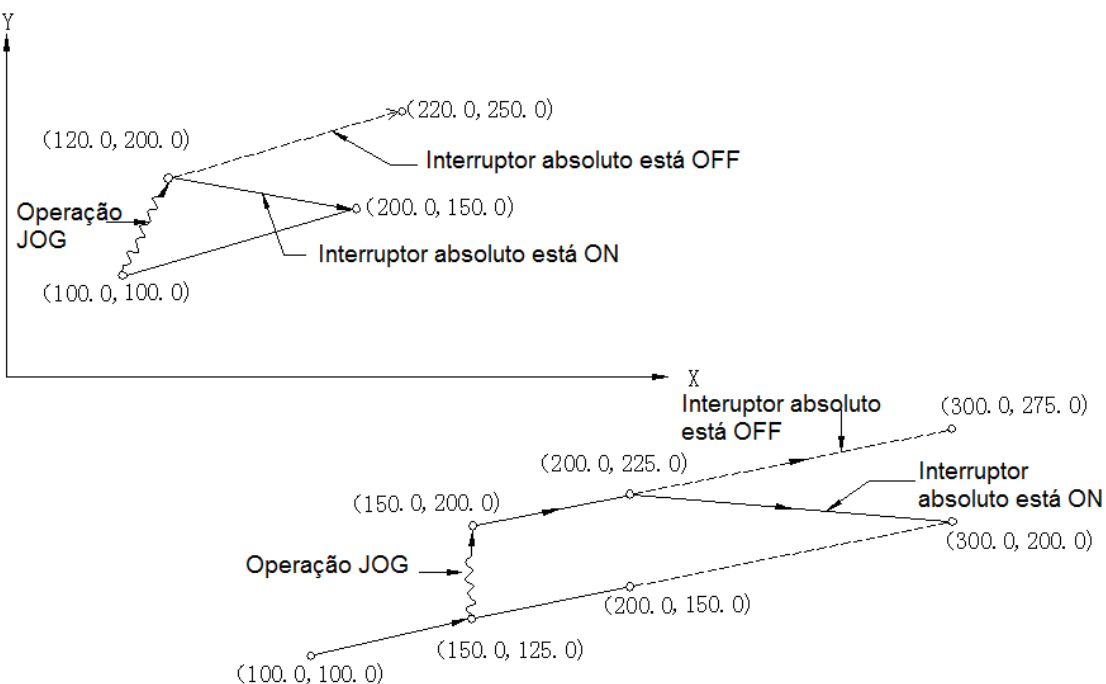 Y
(220.0,250.0)
(120.0,200.0)
Interruptor absoluto está OFF
Operação
JOG
(200.0,150.0)
Interruptor absoluto está ON
(100.0,100.0)
X
Interuptor absoluto
está OFF
(300.0,275.0)
(200.0,225.0)
Interruptor
absoluto está ON
(150.0,200.0)
(300.0,200.0)
Operação JOG
(200.0,150.0)
(150.0,125.0)
(100.0,100.0)